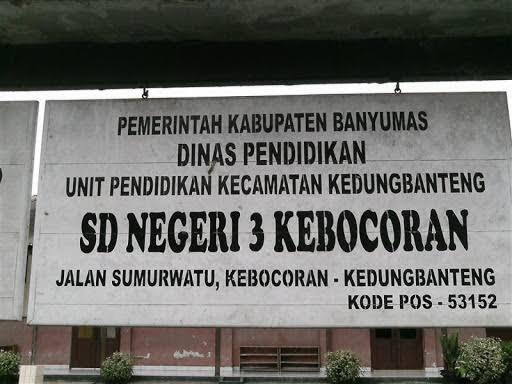 PEMERINTAH KABUPATEN BANYUMAS
DINAS PENDIDIKAN
UNIT PENDIDIKAN KECAMATAN KEDUNGBANTENG
SD NEGERI 3 KEBOCORAN
JALAN SUMURWATU, KEBOCORAN - KEDUNGBANTENG
KODE POS - 53152